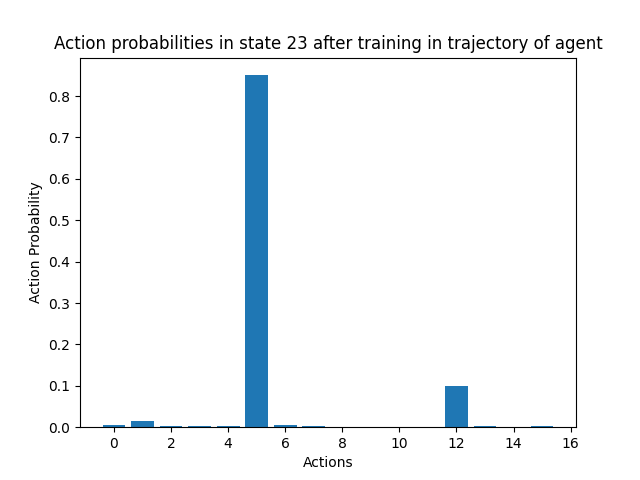 Action probabilities in state 23 after training in trajectory of agent
Action Probability
0.8
0.7
0.6
0.5
0.4
0.3
0.2
0.1
0.0
0 2 4 6 8 10 12 14 16
Actions